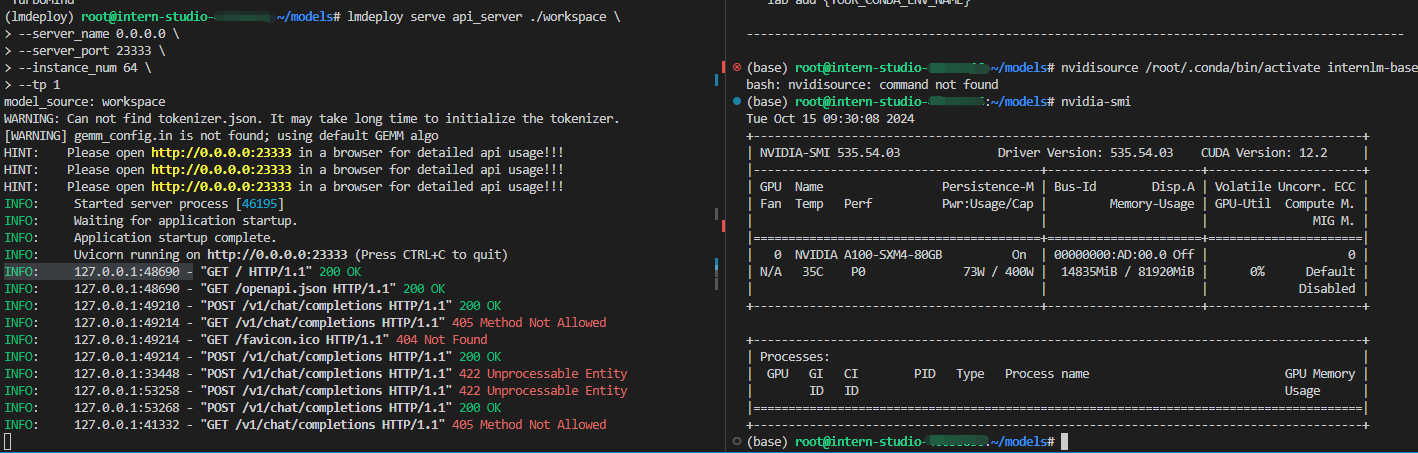 TurboMind
(lmdeploy) root@intern-studio- ~/models# lmdeploy serve api_server ./workspace \
> --server_name 0.0.0.0 \
> --server_port 23333 \
> --instance_num 64 \
> --tp 1
model_source: workspace
WARNING: Can not find tokenizer.json. It may take long time to initialize the tokenizer.
[WARNING] gemm_config.in is not found; using default GEMM algo
HINT:    Please open http://0.0.0.0:23333 in a browser for detailed api usage!!!
HINT:    Please open http://0.0.0.0:23333 in a browser for detailed api usage!!!
HINT:    Please open http://0.0.0.0:23333 in a browser for detailed api usage!!!
INFO:     Started server process [46195]
INFO:     Waiting for application startup.
INFO:     Application startup complete.
INFO:     Uvicorn running on http://0.0.0.0:23333 (Press CTRL+C to quit)
INFO:     127.0.0.1:48690 - "GET / HTTP/1.1" 200 OK
INFO:     127.0.0.1:48690 - "GET /openapi.json HTTP/1.1" 200 OK
INFO:     127.0.0.1:49210 - "POST /v1/chat/completions HTTP/1.1" 200 OK
INFO:     127.0.0.1:49214 - "GET /v1/chat/completions HTTP/1.1" 405 Method Not Allowed
INFO:     127.0.0.1:49214 - "GET /favicon.ico HTTP/1.1" 404 Not Found
INFO:     127.0.0.1:49214 - "POST /v1/chat/completions HTTP/1.1" 200 OK
INFO:     127.0.0.1:33448 - "POST /v1/chat/completions HTTP/1.1" 422 Unprocessable Entity
INFO:     127.0.0.1:53258 - "POST /v1/chat/completions HTTP/1.1" 422 Unprocessable Entity
INFO:     127.0.0.1:53268 - "POST /v1/chat/completions HTTP/1.1" 200 OK
INFO:     127.0.0.1:41332 - "GET /v1/chat/completions HTTP/1.1" 405 Method Not Allowed
lab add {YOUR_CONDA_ENV_NAME}
(base) root@intern-studio- ~/models# nvidisource /root/.conda/bin/activate internlm-base
bash: nvidisource: command not found
(base) root@intern-studio- :~/models# nvidia-smi
Tue Oct 15 09:30:08 2024
| NVIDIA-SMI 535.54.03              Driver Version: 535.54.03    CUDA Version: 12.2     |
| GPU  Name                 Persistence-M | Bus-Id        Disp.A | Volatile Uncorr. ECC |
| Fan  Temp   Perf          Pwr:Usage/Cap |         Memory-Usage | GPU-Util  Compute M. |
|                                         |                      |               MIG M. |
|   0  NVIDIA A100-SXM4-80GB          On  | 00000000:AD:00.0 Off |                    0 |
| N/A   35C    P0              73W / 400W |  14835MiB / 81920MiB |      0%      Default |
|                                         |                      |             Disabled |
| Processes:                                                                            |
|  GPU   GI   CI        PID   Type   Process name                            GPU Memory |
|        ID   ID                                                             Usage      |
(base) root@intern-studio- :~/models#